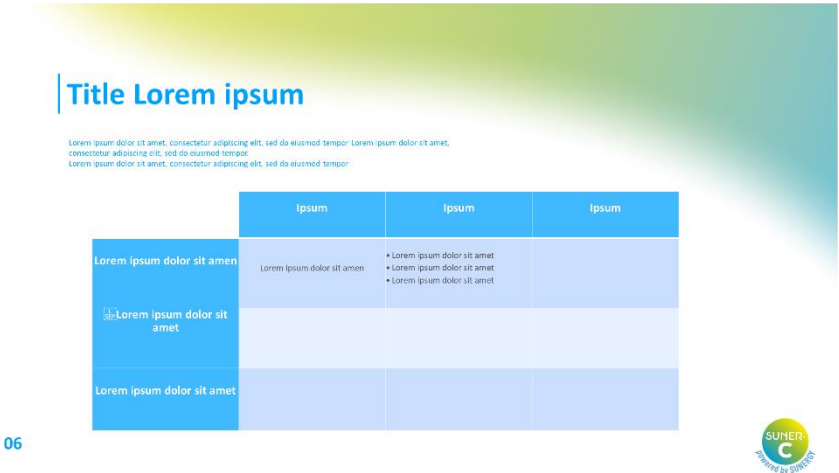 Title Lorem ipsum
Lorem ipsum dolor sit amet, consectetur adipiscing elit, sed do eiusmod tempor Lorem ipsum dolor sit amet,
consectetur adipiscing elit, sed do eiusmod tempor.
Lorem ipsum dolor sit amet, consectetur adipiscing elit, sed do eiusmod tempor
Ipsum Ipsum Ipsum
Lorem ipsum dolor sit amen
Lorem ipsum dolor sit amen
• Lorem ipsum dolor sit amet
• Lorem ipsum dolor sit amet
• Lorem ipsum dolor sit amet
Lorem ipsum dolor sit
amet
Lorem ipsum dolor sit amet
06
SUNER-
C
powered by SUNERGY